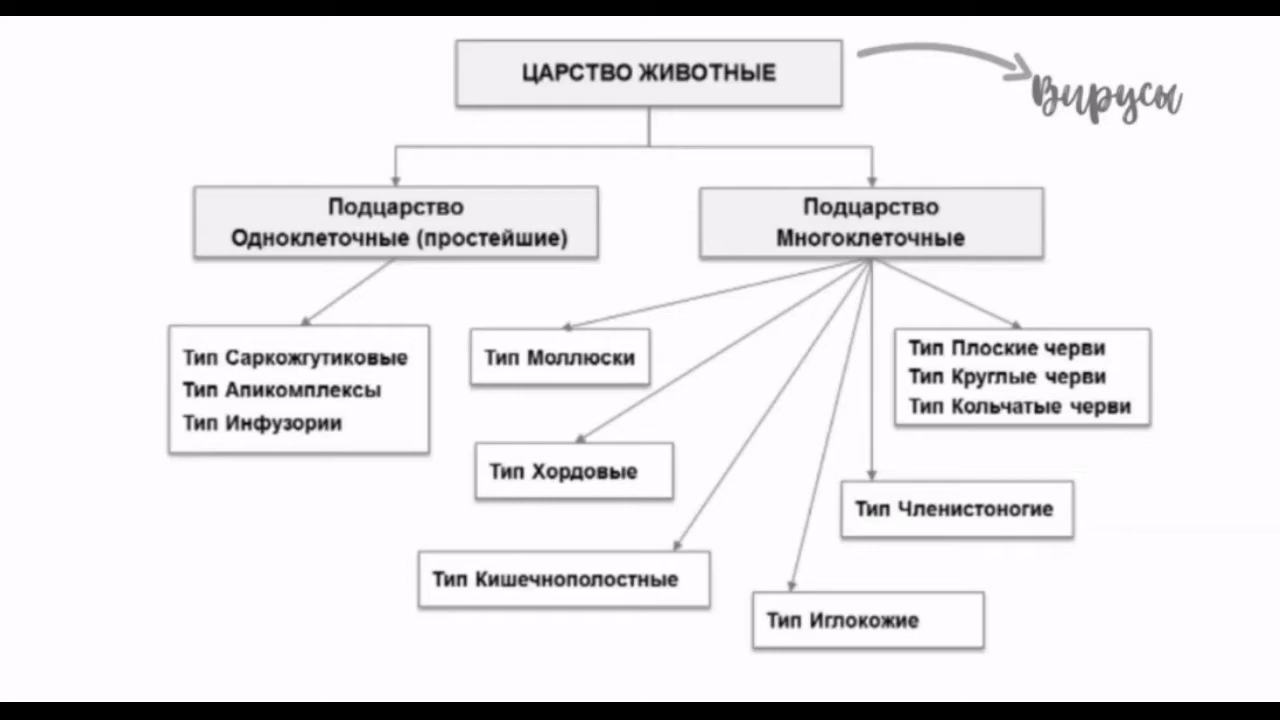 ЦАРСТВО ЖИВОТНЫЕ
Вирусы
Подцарство
Одноклеточные (простейшие)
Подцарство
Многоклеточные
Тип Саркожгутиковые
Тип Апикомплексы
Тип Инфузории
Тип Моллюски
Тип Плоские черви
Тип Круглые черви
Тип Кольчатые черви
Тип Хордовые
Тип Членистоногие
Тип Кишечнополостные
Тип Иглокожие